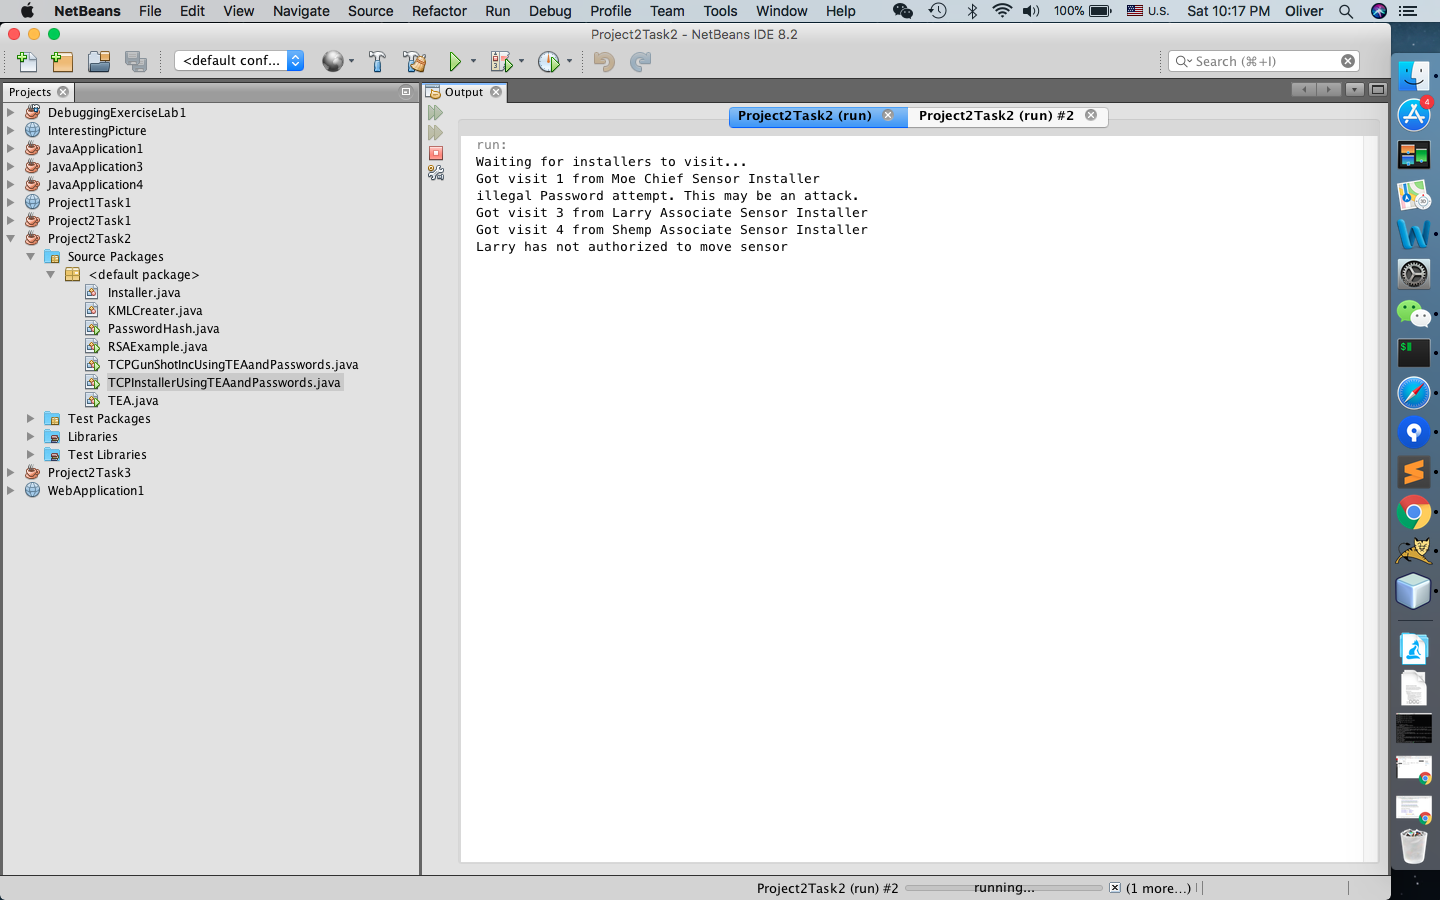 NetBeans File Edit View Navigate Source Refactor Run Debug Profile Team Tools Window Help 100% U.S. Sat 10:17 PM Oliver
Project2Task2 - NetBeans IDE 8.2
<default conf... Search (⌘+I)
Projects
DebuggingExerciseLab1
InterestingPicture
JavaApplication1
JavaApplication3
JavaApplication4
Project1Task1
Project2Task1
Project2Task2
Source Packages
<default package>
Installer.java
KMLCreater.java
PasswordHash.java
RSAExample.java
TCPGunShotIncUsingTEAandPasswords.java
TCPInstallerUsingTEAandPasswords.java
TEA.java
Test Packages
Libraries
Test Libraries
Project2Task3
WebApplication1
Output
Project2Task2 (run) Project2Task2 (run) #2
run:
Waiting for installers to visit...
Got visit 1 from Moe Chief Sensor Installer
illegal Password attempt. This may be an attack.
Got visit 3 from Larry Associate Sensor Installer
Got visit 4 from Shemp Associate Sensor Installer
Larry has not authorized to move sensor
Project2Task2 (run) #2 running... (1 more...)
4